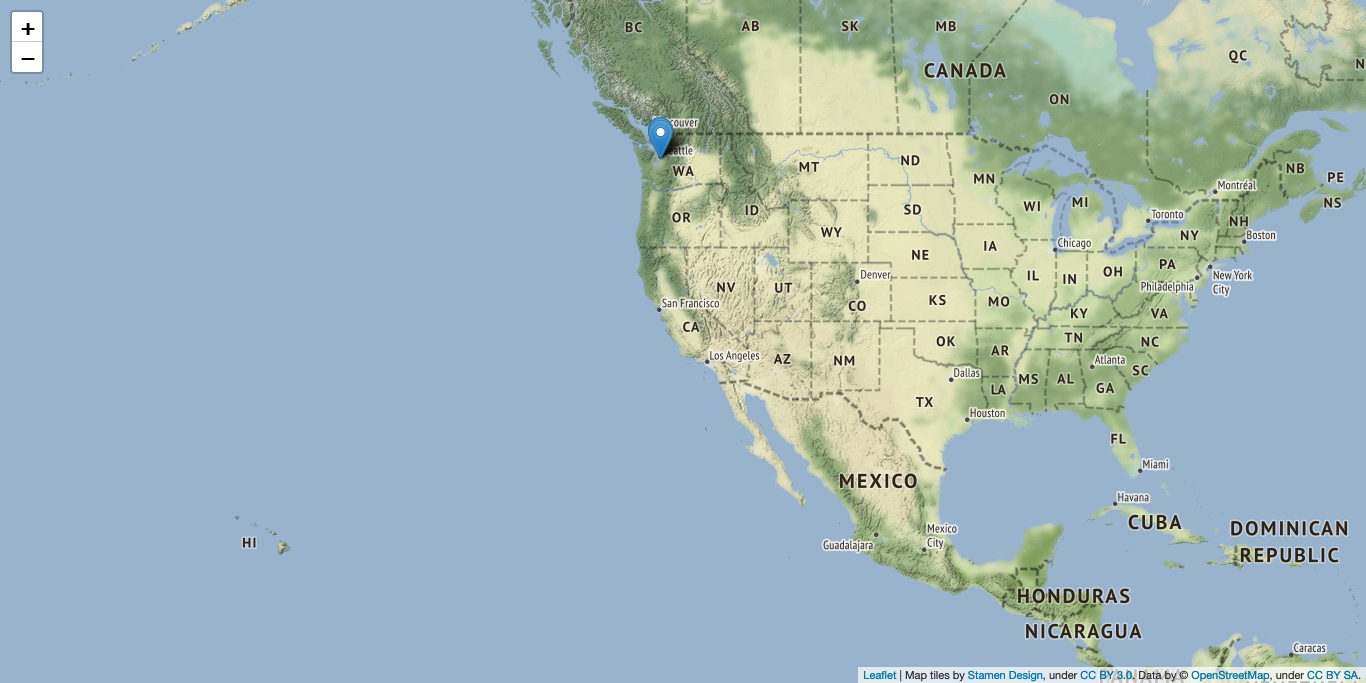 +
−
BC
AB
SK
MB
QC
CANADA
ON
NB
PE
NS
WA
MT
ND
MN
Montréal
OR
ID
SD
WI
MI
Toronto
NH
WY
NY
Boston
IA
Chicago
NE
PA
NV
UT
Denver
IL
IN
OH
New York
City
Philadelphia
San Francisco
CO
KS
MO
KY
VA
CA
OK
TN
NC
Los Angeles
AZ
NM
AR
Atlanta
SC
Dallas
MS
AL
GA
LA
TX
Houston
FL
Miami
MEXICO
Havana
CUBA
DOMINICAN
REPUBLIC
HI
Guadalajara
Mexico
City
HONDURAS
NICARAGUA
Caracas
Leaflet | Map tiles by Stamen Design, under CC BY 3.0. Data by © OpenStreetMap, under CC BY SA.